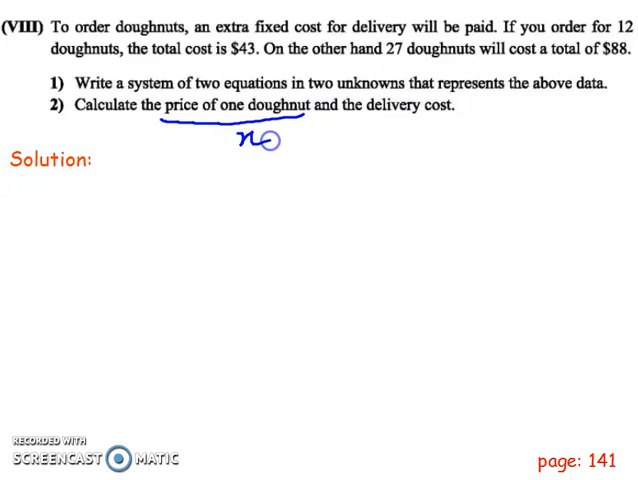 (VIII) To order doughnuts, an extra fixed cost for delivery will be paid. If you order for 12
doughnuts, the total cost is $43. On the other hand 27 doughnuts will cost a total of $88.
1) Write a system of two equations in two unknowns that represents the above data.
2) Calculate the price of one doughnut and the delivery cost.
x
Solution:
RECORDED WITH
SCREENCAST MATIC
page: 141